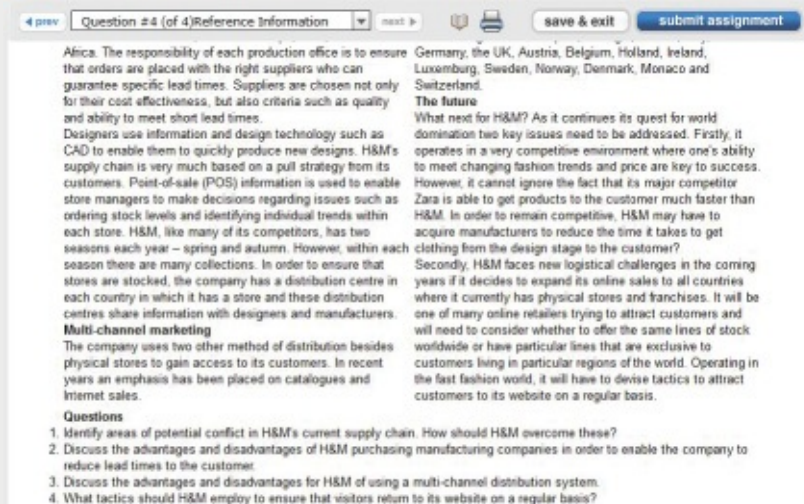 prev
Question #4 (of 4)Reference Information
next
save & exit
submit assignment
Africa. The responsibility of each production office is to ensure
that orders are placed with the right suppliers who can
guarantee specific lead times. Suppliers are chosen not only
for their cost effectiveness, but also criteria such as quality
and ability to meet short lead times.
Designers use information and design technology such as
CAD to enable them to quickly produce new designs. H&M's
supply chain is very much based on a pull strategy from its
customers. Point-of-sale (POS) information is used to enable
store managers to make decisions regarding issues such as
ordering stock levels and identifying individual trends within
each store. H&M, like many of its competitors, has two
seasons each year – spring and autumn. However, within each
season there are many collections. In order to ensure that
stores are stocked, the company has a distribution centre in
each country in which it has a store and these distribution
centres share information with designers and manufacturers.
Multi-channel marketing
The company uses two other method of distribution besides
physical stores to gain access to its customers. In recent
years an emphasis has been placed on catalogues and
Internet sales.
Germany, the UK, Austria, Belgium, Holland, Ireland,
Luxemburg, Sweden, Norway, Denmark, Monaco and
Switzerland.
The future
What next for H&M? As it continues its quest for world
domination two key issues need to be addressed. Firstly, it
operates in a very competitive environment where one's ability
to meet changing fashion trends and price are key to success.
However, it cannot ignore the fact that its major competitor
Zara is able to get products to the customer much faster than
H&M. In order to remain competitive, H&M may have to
acquire manufacturers to reduce the time it takes to get
clothing from the design stage to the customer?
Secondly, H&M faces new logistical challenges in the coming
years if it decides to expand its online sales to all countries
where it currently has physical stores and franchises. It will be
one of many online retailers trying to attract customers and
will need to consider whether to offer the same lines of stock
worldwide or have particular lines that are exclusive to
customers living in particular regions of the world. Operating in
the fast fashion world, it will have to devise tactics to attract
customers to its website on a regular basis.
Questions
1. Identify areas of potential conflict in H&M's current supply chain. How should H&M overcome these?
2. Discuss the advantages and disadvantages of H&M purchasing manufacturing companies in order to enable the company to
reduce lead times to the customer.
3. Discuss the advantages and disadvantages for H&M of using a multi-channel distribution system.
4. What tactics should H&M employ to ensure that visitors return to its website on a regular basis?